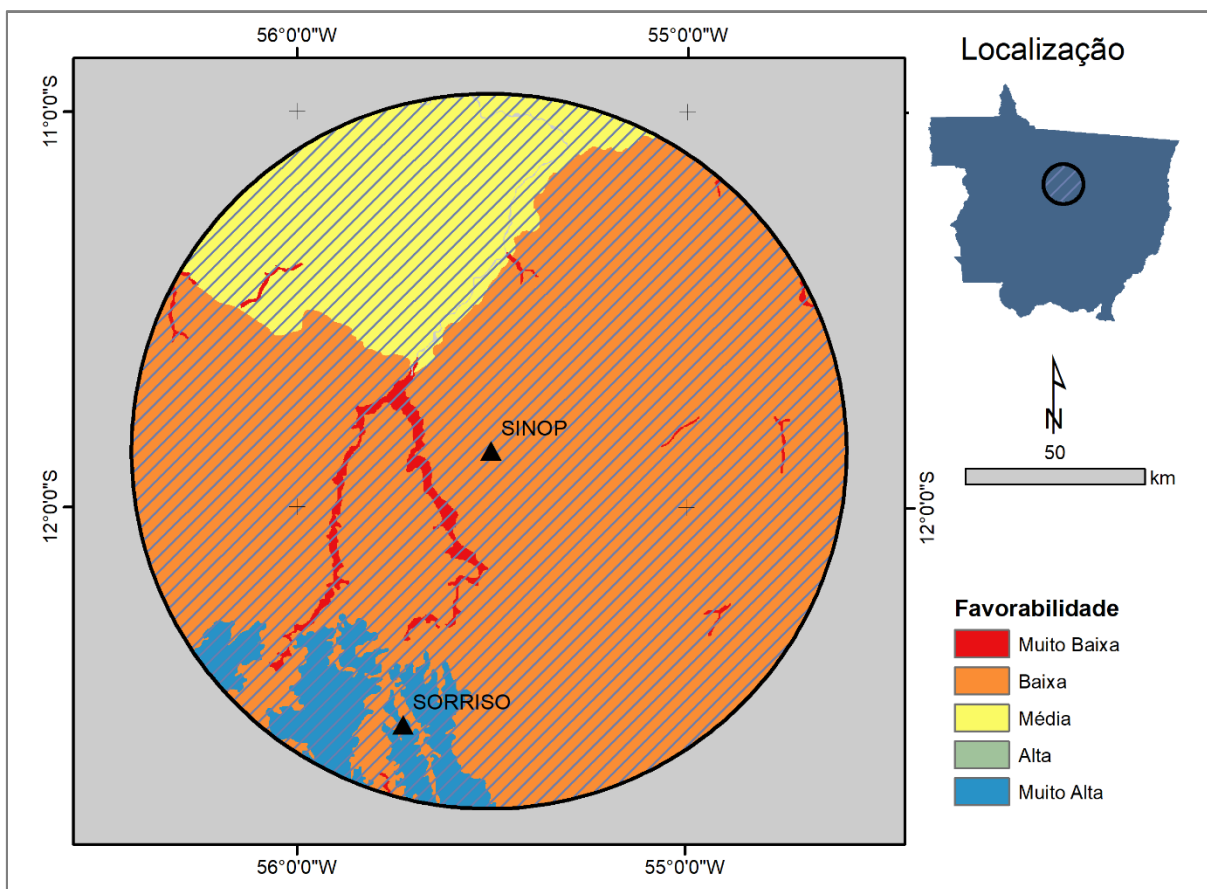 56°0'0"W
55°0'0"W
Localização
11°0'0"S
SINOP
N
50
km
12°0'0"S
12°0'0"S
Favorabilidade
Muito Baixa
Baixa
Média
Alta
Muito Alta
SORRISO
56°0'0"W
55°0'0"W